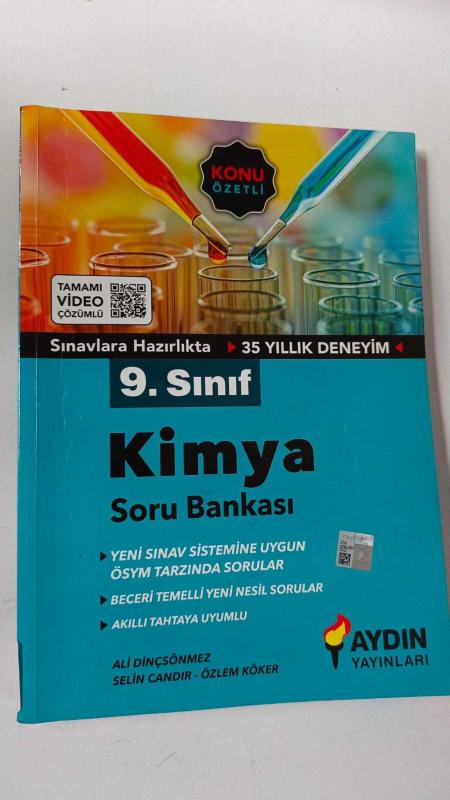 KONU
ÖZETLİ
TAMAMI
VİDEO
ÇÖZÜMLÜ
Sınavlara Hazırlıkta 35 YILLIK DENEYİM
9. Sınıf
Kimya
Soru Bankası
YENİ SINAV SİSTEMİNE UYGUN
ÖSYM TARZINDA SORULAR
BECERİ TEMELLİ YENİ NESİL SORULAR
AKILLI TAHTAYA UYUMLU
ALİ DİNÇSÖNMEZ
SELİN CANDIR - ÖZLEM KÖKER
AYDIN
YAYINLARI